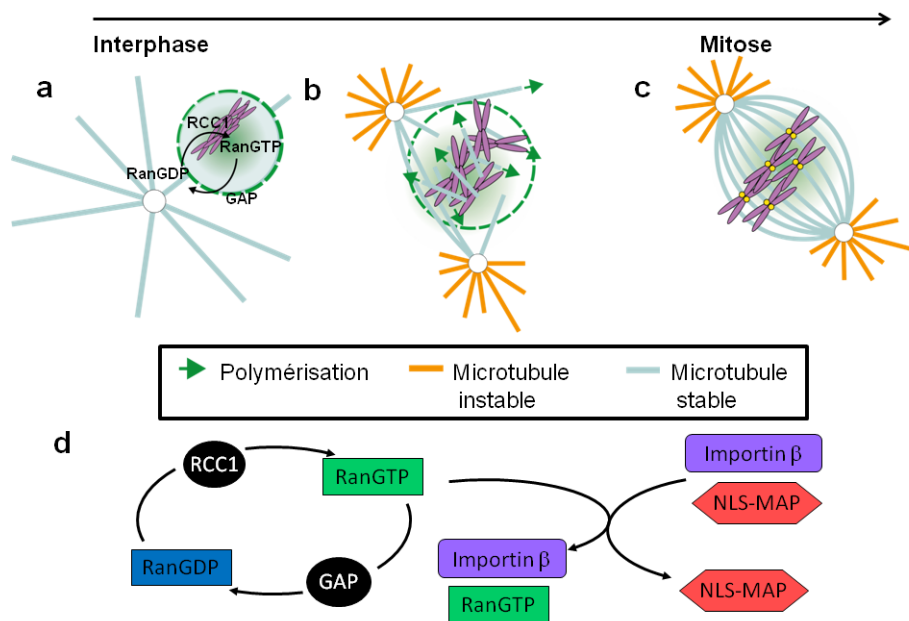 Interphase
Mitose
a
b
c
RCC1
RanGTP
RanGDP
GAP
Polymérisation
Microtubule
instable
Microtubule
stable
d
RCC1
RanGTP
Importin β
NLS-MAP
RanGDP
GAP
Importin β
RanGTP
NLS-MAP